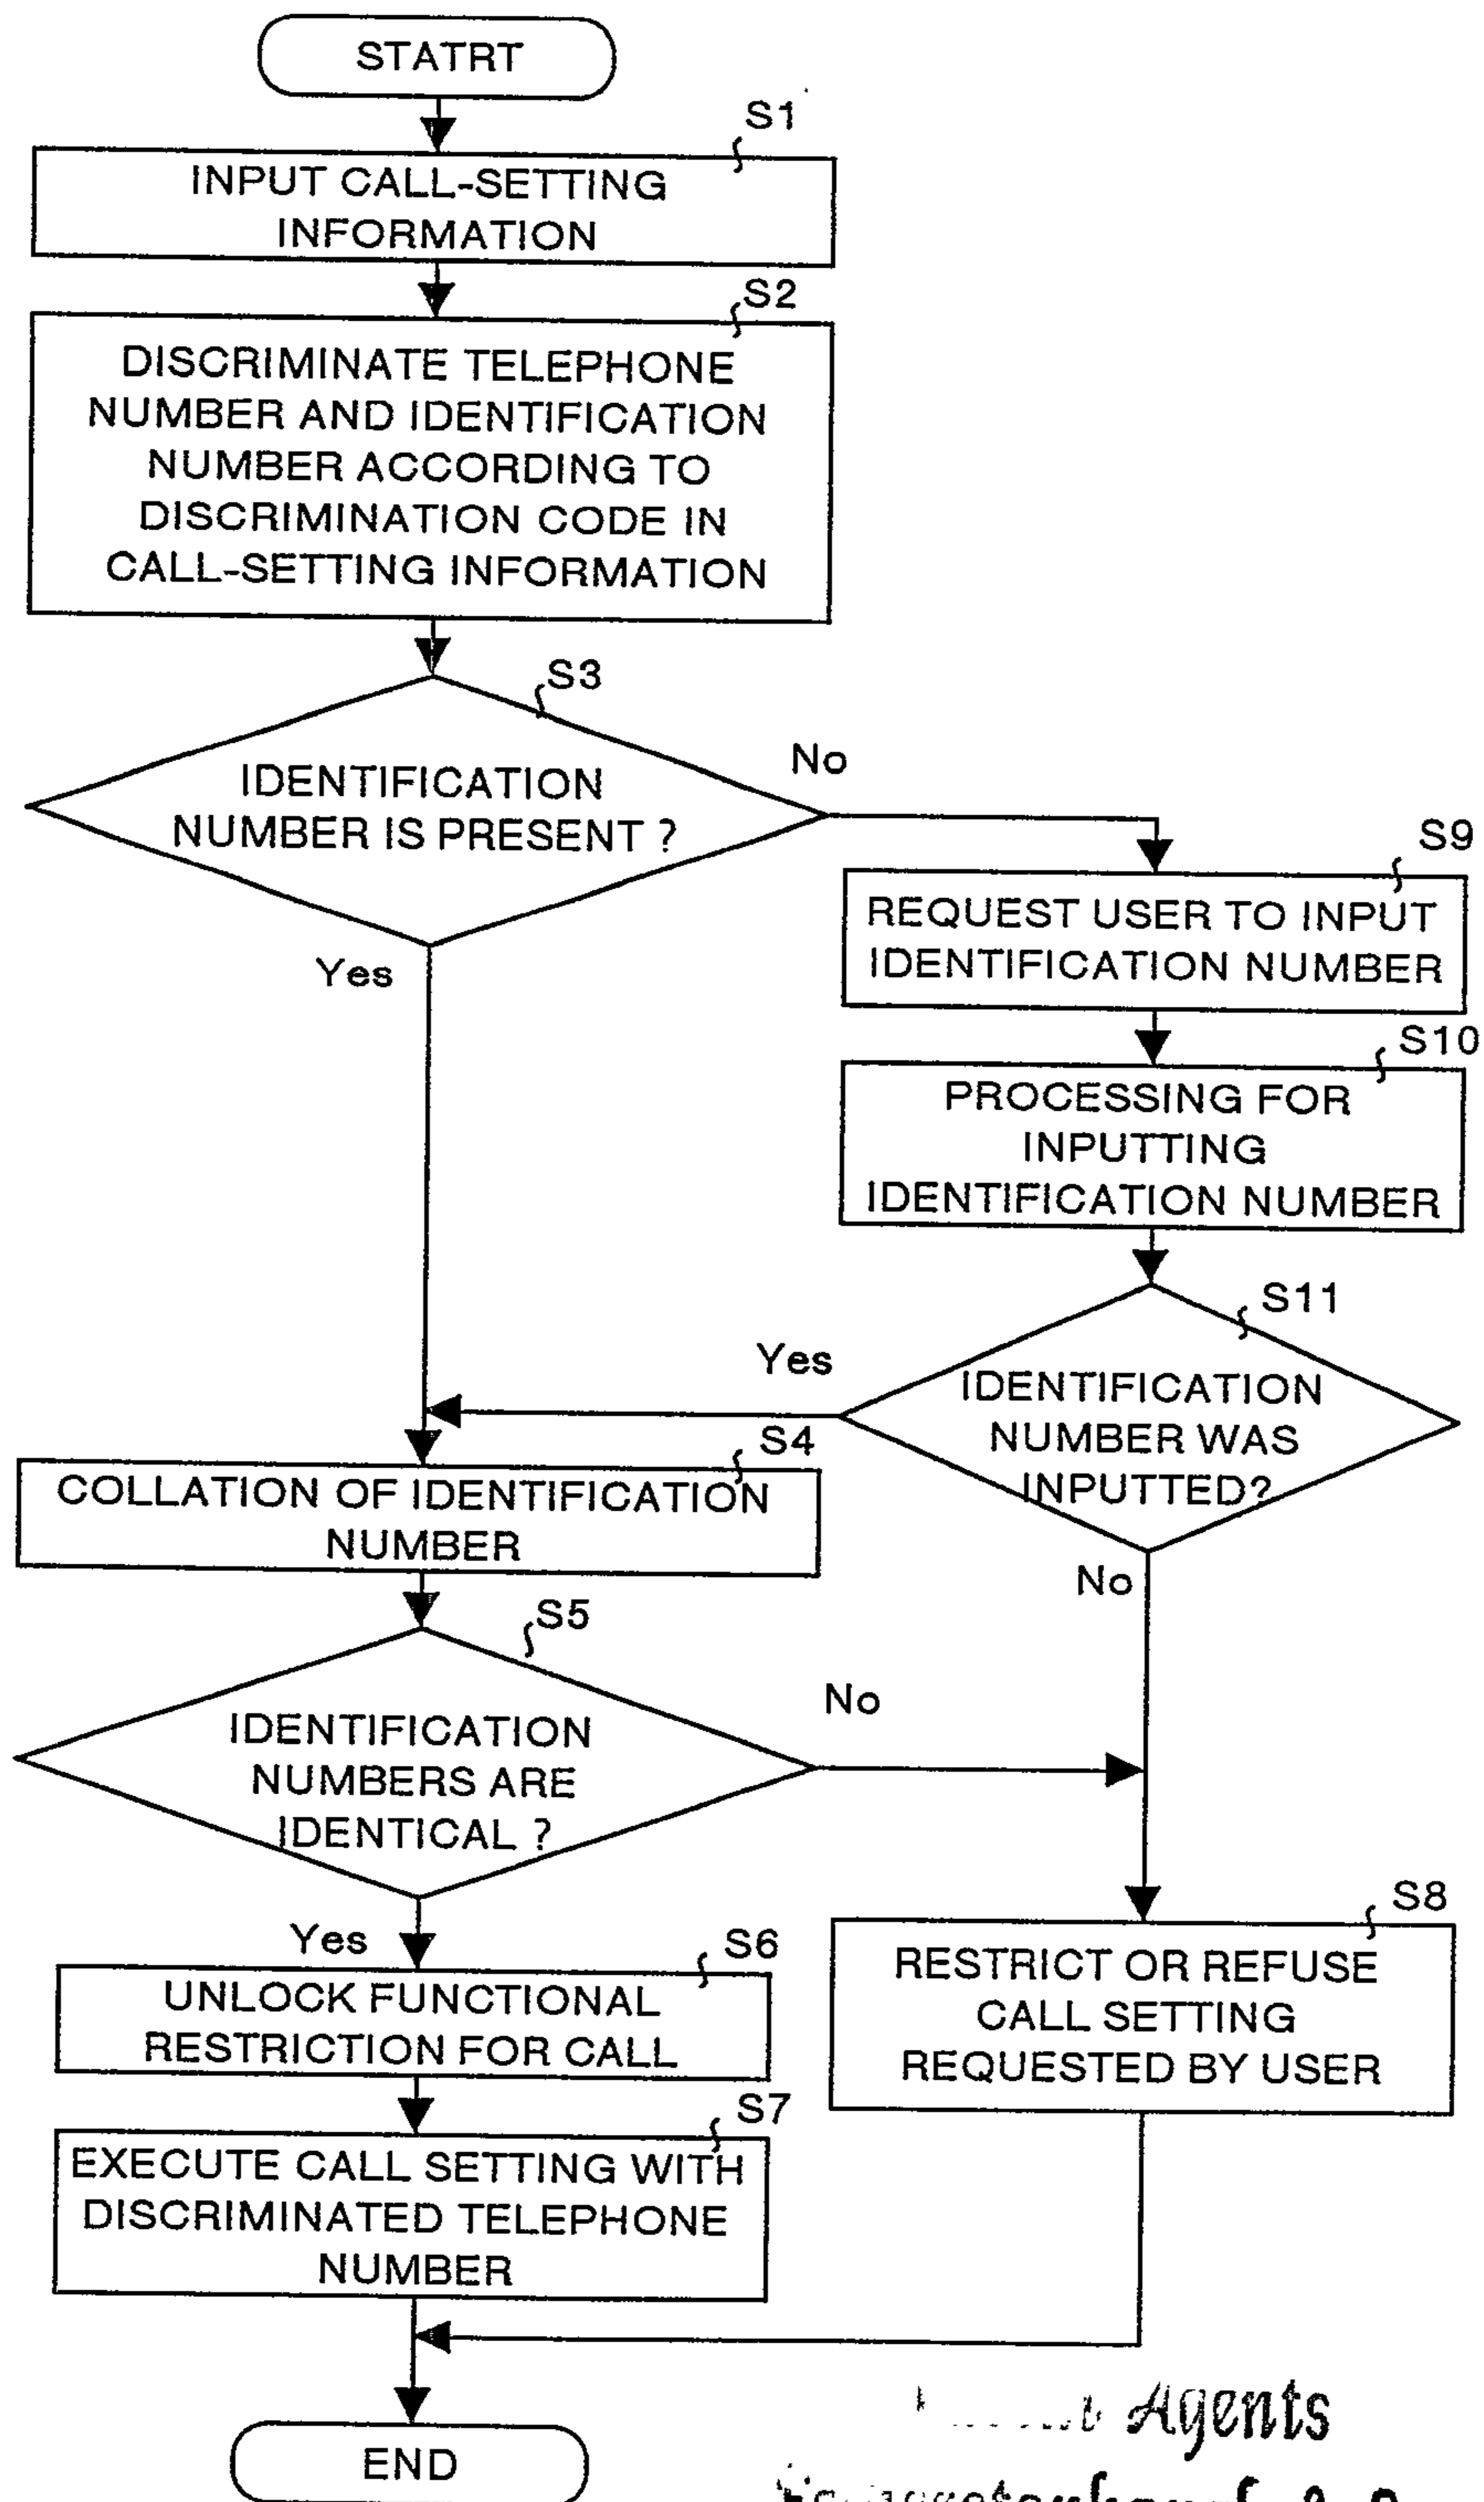 STATRT
S1
INPUT CALL-SETTING
INFORMATION
S2
DISCRIMINATE TELEPHONE
NUMBER AND IDENTIFICATION
NUMBER ACCORDING TO
DISCRIMINATION CODE IN
CALL-SETTING INFORMATION
S3
IDENTIFICATION
NUMBER IS PRESENT ?
No
Yes
S9
REQUEST USER TO INPUT
IDENTIFICATION NUMBER
S10
PROCESSING FOR
INPUTTING
IDENTIFICATION NUMBER
S11
IDENTIFICATION
NUMBER WAS
INPUTTED?
Yes
No
S4
COLLATION OF IDENTIFICATION
NUMBER
S5
IDENTIFICATION
NUMBERS ARE
IDENTICAL ?
No
Yes
S6
UNLOCK FUNCTIONAL
RESTRICTION FOR CALL
S7
EXECUTE CALL SETTING WITH
DISCRIMINATED TELEPHONE
NUMBER
S8
RESTRICT OR REFUSE
CALL SETTING
REQUESTED BY USER
END
Agents